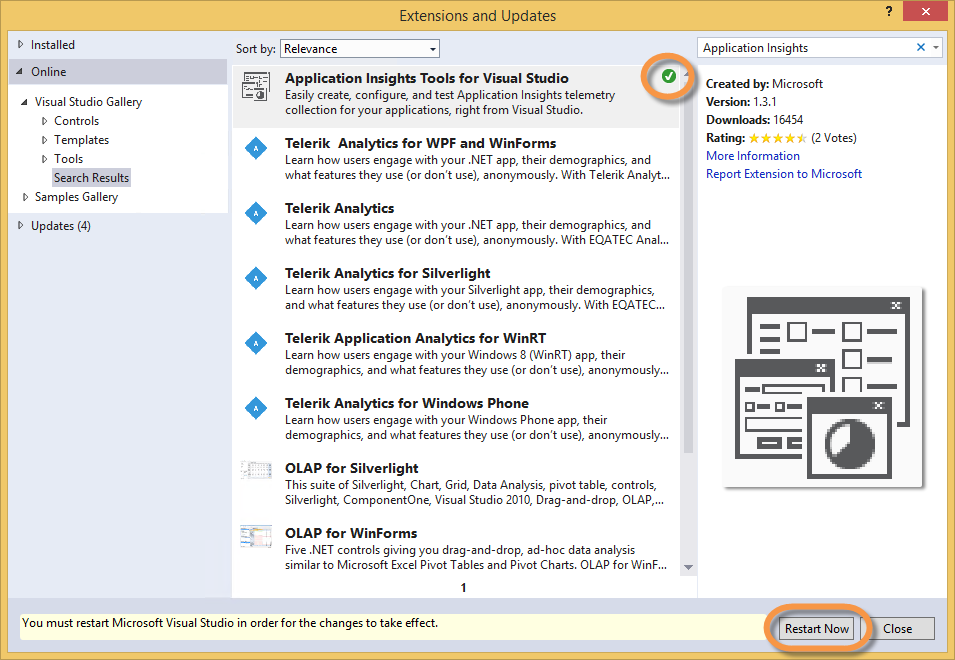 Extensions and Updates
?
Installed
Online
Visual Studio Gallery
Controls
Templates
Tools
Search Results
Samples Gallery
Updates (4)
Sort by: Relevance
Application Insights Tools for Visual Studio
Easily create, configure, and test Application Insights telemetry
collection for your applications, right from Visual Studio.
A
Telerik  Analytics for WPF and WinForms
Learn how users engage with your .NET app, their demographics, and
what features they use (or don't use), anonymously. With Telerik Analyt...
A
Telerik Analytics
Learn how users engage with your .NET app, their demographics, and
what features they use (or don't use), anonymously. With EQATEC Anal...
A
Telerik Analytics for Silverlight
Learn how users engage with your Silverlight app, their demographics,
and what features they use (or don't use), anonymously. With EQATEC...
A
Telerik Application Analytics for WinRT
Learn how users engage with your Windows 8 (WinRT) app, their
demographics, and what features they use (or don't use), anonymously...
A
Telerik Analytics for Windows Phone
Learn how users engage with your Windows Phone app, their
demographics, and what features they use (or don't use), anonymously...
OLAP for Silverlight
This suite of Silverlight, Chart, Grid, Data Analysis, pivot table, controls,
Silverlight, ComponentOne, Visual Studio 2010, Drag-and-drop, OLAP,...
OLAP for WinForms
Five .NET controls giving you drag-and-drop, ad-hoc data analysis
similar to Microsoft Excel Pivot Tables and Pivot Charts. OLAP for WinF...
1
Application Insights
Created by: Microsoft
Version: 1.3.1
Downloads: 16454
Rating: (2 Votes)
More Information
Report Extension to Microsoft
You must restart Microsoft Visual Studio in order for the changes to take effect.
Restart Now
Close